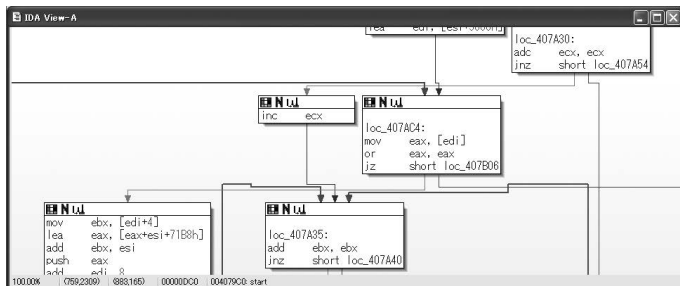 IDA View-A
lea edi, [esi+5000h]
loc_407A30:
adc ecx, ecx
jnz short loc_407A54
inc ecx
loc_407AC4:
mov eax, [edi]
or eax, eax
jz short loc_407B06
mov ebx, [edi+4]
lea eax, [eax+esi+71B8h]
add ebx, esi
push eax
add edi, 8
loc_407A35:
add ebx, ebx
jnz short loc_407A40
100.00% (759,2309) (883,165) 00000DC0 004079C0: start